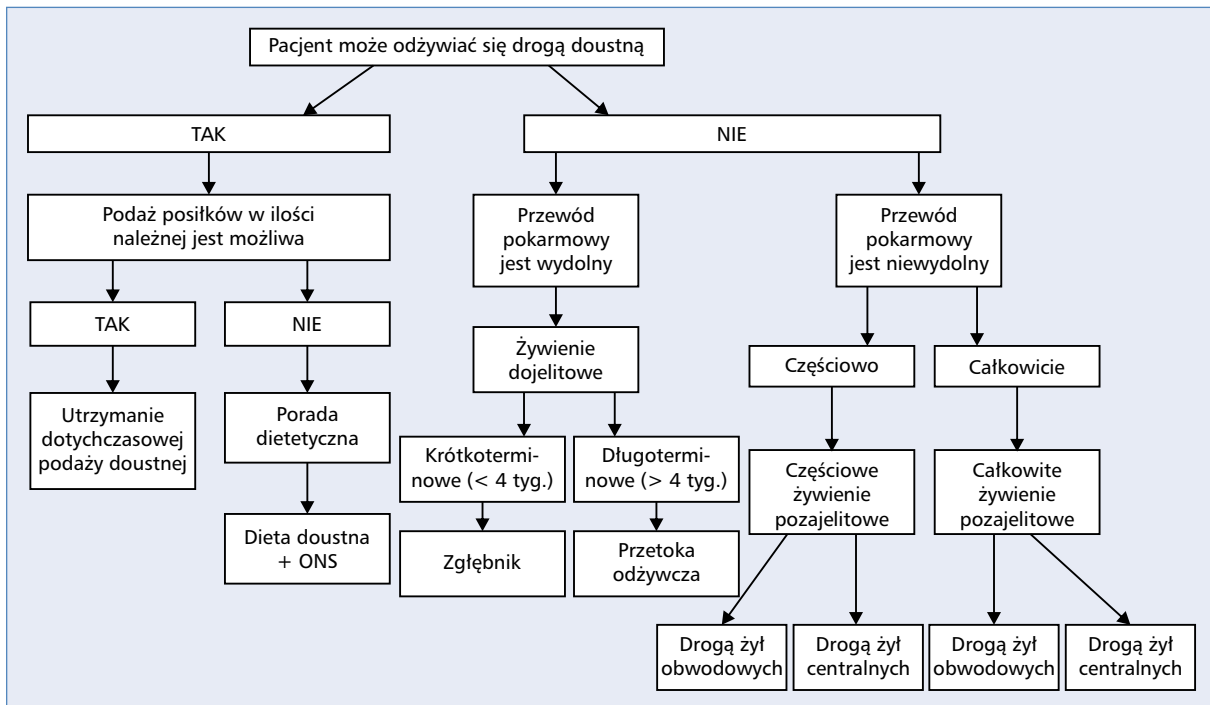 Pacjent może odżywiać się drogą doustną
TAK
NIE
Podaż posiłków w ilości
należnej jest możliwa
Przewód
pokarmowy
jest wydolny
Przewód
pokarmowy
jest niewydolny
TAK
NIE
Żywienie
dojelitowe
Częściowo
Całkowicie
Utrzymanie
dotychczasowej
podaży doustnej
Porada
dietetyczna
Krótkotermi-
nowe (< 4 tyg.)
Długotermi-
nowe (> 4 tyg.)
Częściowe
żywienie
pozajelitowe
Całkowite
żywienie
pozajelitowe
Dieta doustna
+ ONS
Zgłębnik
Przetoka
odżywcza
Drogą żył
obwodowych
Drogą żył
centralnych
Drogą żył
obwodowych
Drogą żył
centralnych